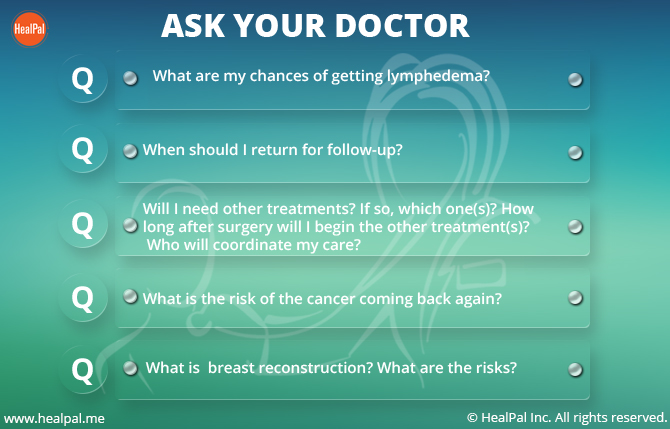 HealPal
ASK YOUR DOCTOR
Q
What are my chances of getting lymphedema?
Q
When should I return for follow-up?
Q
Will I need other treatments? If so, which one(s)? How
long after surgery will I begin the other treatment(s)?
Who will coordinate my care?
Q
What is the risk of the cancer coming back again?
Q
What is breast reconstruction? What are the risks?
www.healpal.me
© HealPal Inc. All rights reserved.